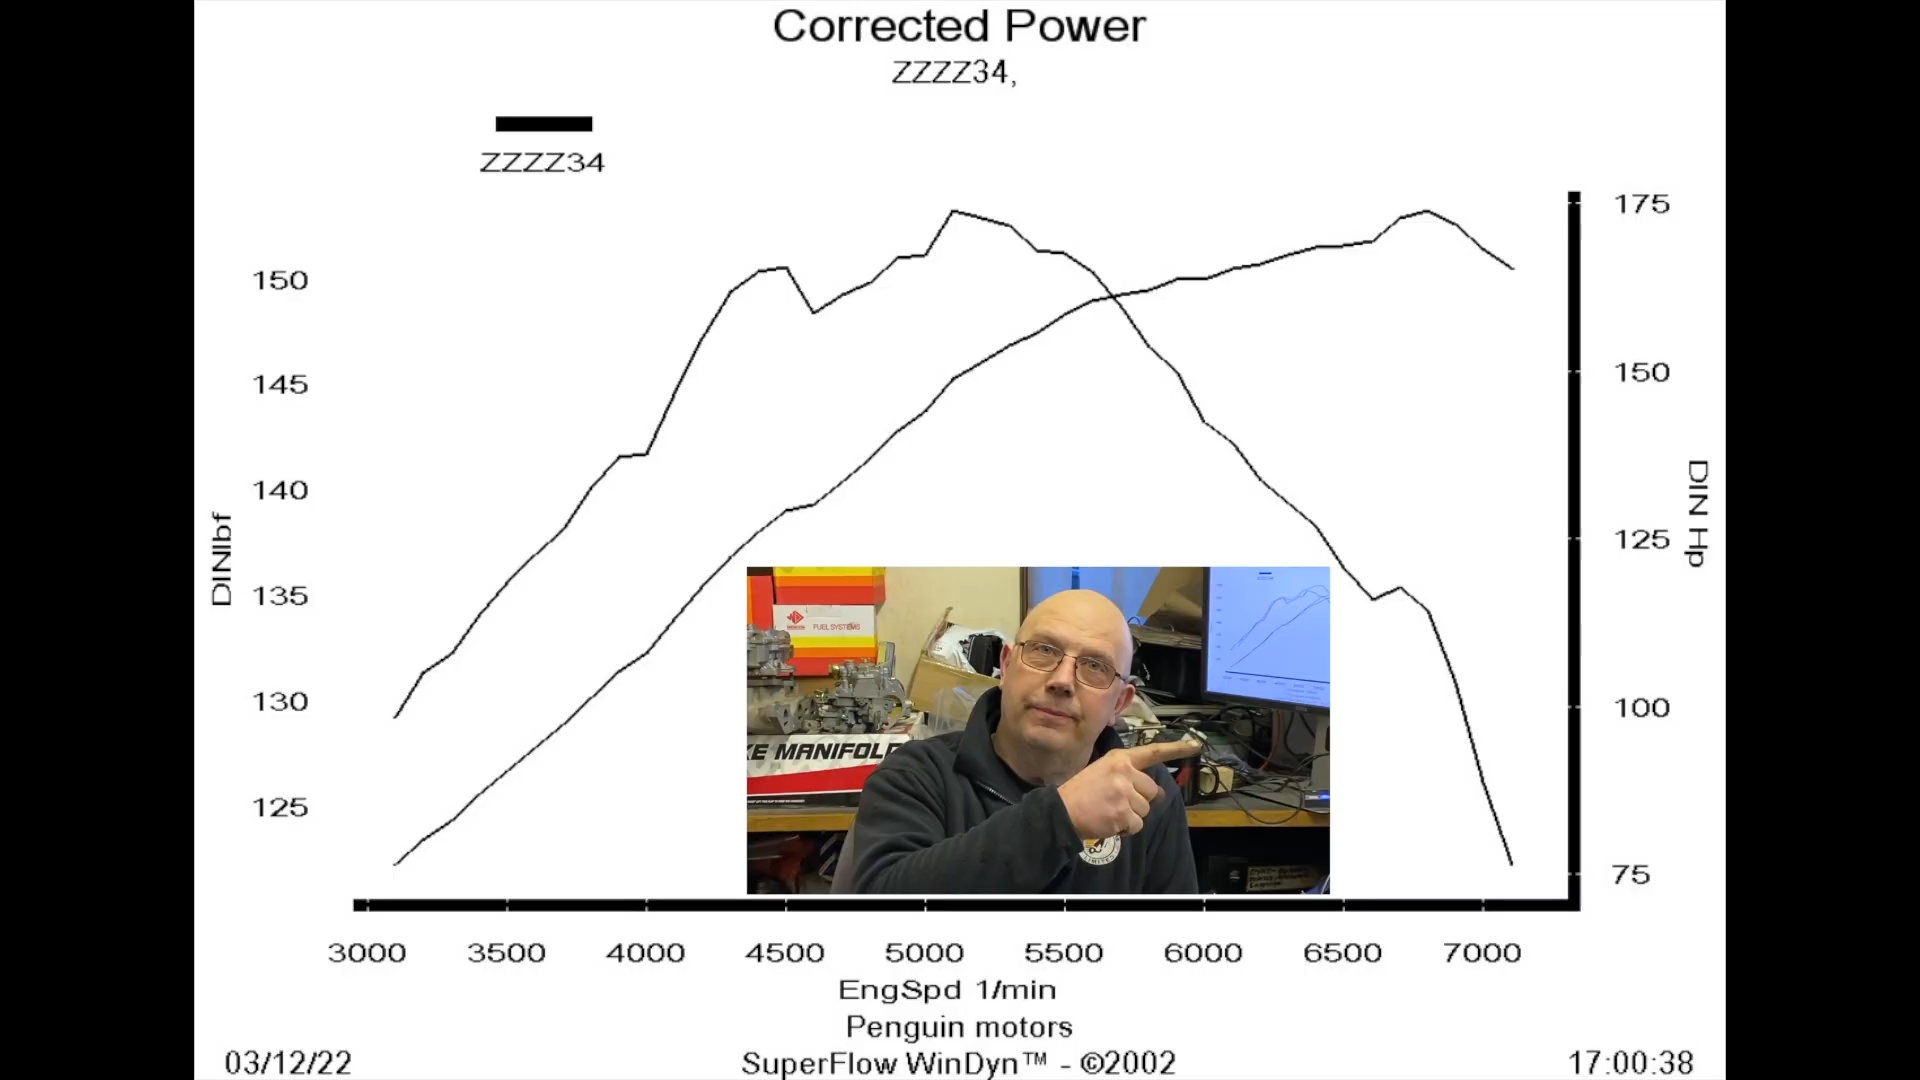 Corrected Power
ZZZZ34,
ZZZZ34
175
150
145
150
140
DINlbf
125
DIN Hp
135
130
100
125
75
FUEL SYSTEMS
KE MANIFOLD
LIMITED
3000 3500 4000 4500 5000 5500 6000 6500 7000
EngSpd 1/min
Penguin motors
03/12/22 SuperFlow WinDyn™ - ©2002 17:00:38